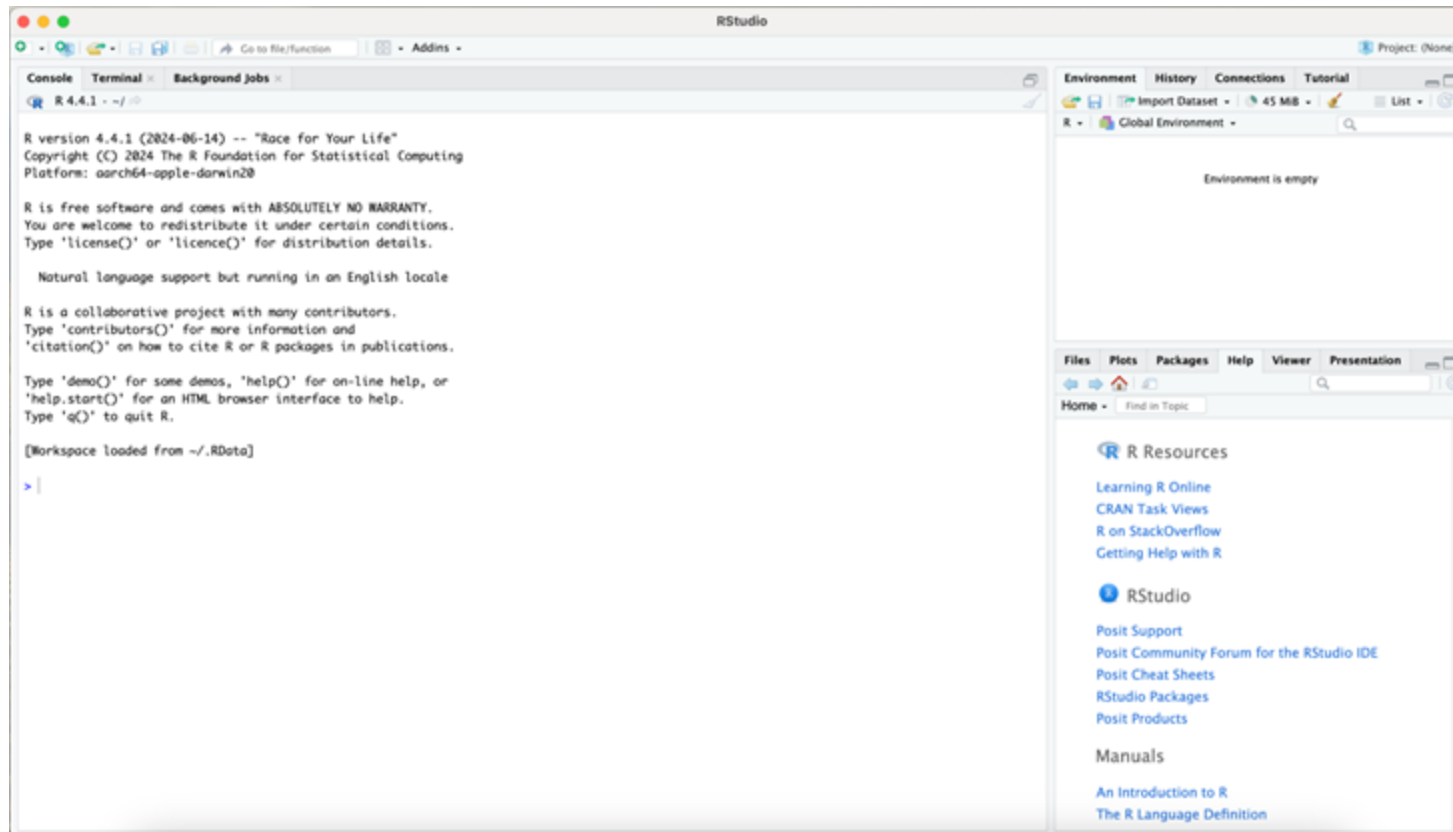 RStudio
Go to file/function
Addins
Project: (None
Console Terminal Background Jobs
R 4.4.1 · ~/
R version 4.4.1 (2024-06-14) -- "Race for Your Life"
Copyright (C) 2024 The R Foundation for Statistical Computing
Platform: aarch64-apple-darwin20
R is free software and comes with ABSOLUTELY NO WARRANTY.
You are welcome to redistribute it under certain conditions.
Type 'license()' or 'licence()' for distribution details.
Natural language support but running in an English locale
R is a collaborative project with many contributors.
Type 'contributors()' for more information and
'citation()' on how to cite R or R packages in publications.
Type 'demo()' for some demos, 'help()' for on-line help, or
'help.start()' for an HTML browser interface to help.
Type 'q()' to quit R.
[Workspace loaded from ~/.RData]
>
Environment History Connections Tutorial
Import Dataset 45 MiB List
R Global Environment
Environment is empty
Files Plots Packages Help Viewer Presentation
Home Find in Topic
R Resources
Learning R Online
CRAN Task Views
R on StackOverflow
Getting Help with R
RStudio
Posit Support
Posit Community Forum for the RStudio IDE
Posit Cheat Sheets
RStudio Packages
Posit Products
Manuals
An Introduction to R
The R Language Definition